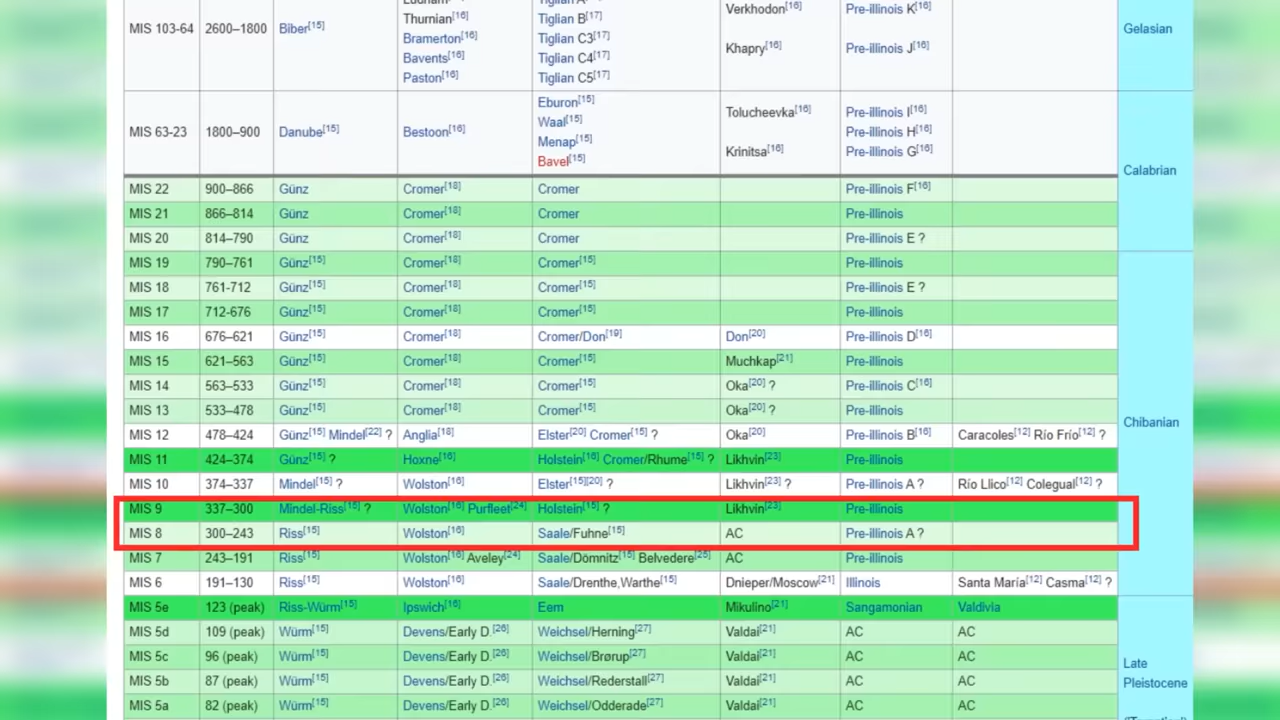 Thurnian[16]
Tiglian B[17]
Verkhodon[16]
Pre-illinois K[16]
MIS 103-64 2600–1800 Biber[15] Bramerton[16] Tiglian C3[17] Khapry[16] Pre-illinois J[16] Gelasian
Bavents[16] Tiglian C4[17]
Paston[16] Tiglian C5[17]
Eburon[15]
Tolucheevka[16] Pre-illinois I[16]
Waal[15]
MIS 63-23 1800–900 Danube[15] Bestoon[16] Menap[15] Pre-illinois H[16]
Krinitsa[16] Pre-illinois G[16]
Bavel[15]
Calabrian
MIS 22 900–866 Günz Cromer[18] Cromer Pre-illinois F[16]
MIS 21 866–814 Günz Cromer[18] Cromer Pre-illinois
MIS 20 814–790 Günz Cromer[18] Cromer Pre-illinois E ?
MIS 19 790–761 Günz[15] Cromer[18] Cromer[15] Pre-illinois
MIS 18 761-712 Günz[15] Cromer[18] Cromer[15] Pre-illinois E ?
MIS 17 712-676 Günz[15] Cromer[18] Cromer[15] Pre-illinois
MIS 16 676–621 Günz[15] Cromer[18] Cromer/Don[19] Don[20] Pre-illinois D[16]
MIS 15 621–563 Günz[15] Cromer[18] Cromer[15] Muchkap[21] Pre-illinois
MIS 14 563–533 Günz[15] Cromer[18] Cromer[15] Oka[20] ? Pre-illinois C[16]
MIS 13 533–478 Günz[15] Cromer[18] Cromer[15] Oka[20] ? Pre-illinois
Chibanian
MIS 12 478–424 Günz[15] Mindel[22] ? Anglia[18] Elster[20] Cromer[15] ? Oka[20] Pre-illinois B[16] Caracoles[12] Río Frío[12] ?
MIS 11 424–374 Günz[15] ? Hoxne[16] Holstein[16] Cromer/Rhume[15] ? Likhvin[23] Pre-illinois
MIS 10 374–337 Mindel[15] ? Wolston[16] Elster[15][20] ? Likhvin[23] ? Pre-illinois A ? Río Llico[12] Colegual[12] ?
MIS 9 337–300 Mindel-Riss[15] ? Wolston[16] Purfleet[24] Holstein[15] ? Likhvin[23] Pre-illinois
MIS 8 300–243 Riss[15] Wolston[16] Saale/Fuhne[15] AC Pre-illinois A ?
MIS 7 243–191 Riss[15] Wolston[16] Aveley[24] Saale/Dömnitz[15] Belvedere[25] AC Pre-illinois
MIS 6 191–130 Riss[15] Wolston[16] Saale/Drenthe,Warthe[15] Dnieper/Moscow[21] Illinois Santa María[12] Casma[12] ?
MIS 5e 123 (peak) Riss-Würm[15] Ipswich[16] Eem Mikulino[21] Sangamonian Valdivia
MIS 5d 109 (peak) Würm[15] Devens/Early D.[26] Weichsel/Herning[27] Valdai[21] AC AC
MIS 5c 96 (peak) Würm[15] Devens/Early D.[26] Weichsel/Brørup[27] Valdai[21] AC AC
Late
Pleistocene
MIS 5b 87 (peak) Würm[15] Devens/Early D.[26] Weichsel/Rederstall[27] Valdai[21] AC AC
MIS 5a 82 (peak) Würm[15] Devens/Early D.[26] Weichsel/Odderade[27] Valdai[21] AC AC